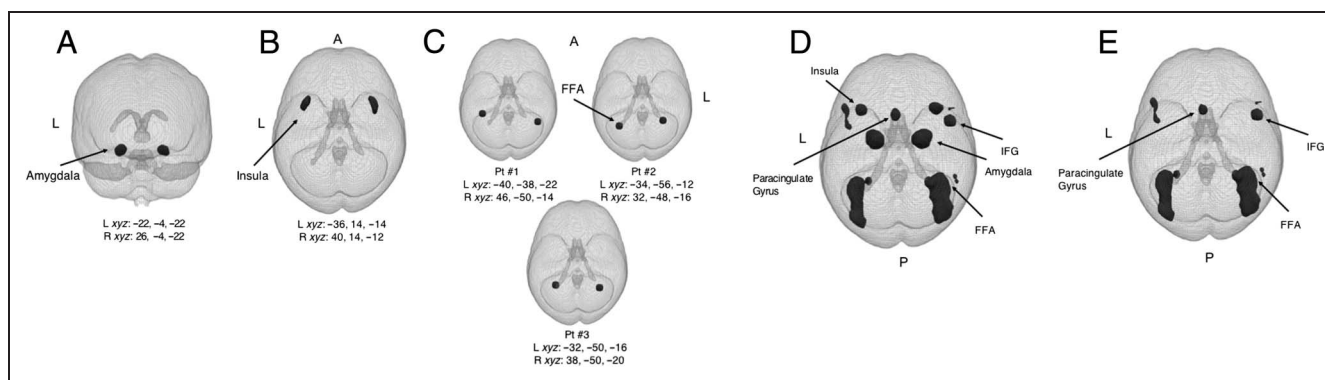 A
L
Amygdala
L xyz: −22, −4, −22
R xyz: 26, −4, −22
B
A
L
Insula
L xyz: −36, 14, −14
R xyz: 40, 14, −12
C
A
FFA
L
Pt #1
L xyz: −40, −38, −22
R xyz: 46, −50, −14
Pt #2
L xyz: −34, −56, −12
R xyz: 32, −48, −16
Pt #3
L xyz: −32, −50, −16
R xyz: 38, −50, −20
D
Insula
L
IFG
Amygdala
Paracingulate
Gyrus
FFA
P
E
L
IFG
Paracingulate
Gyrus
FFA
P